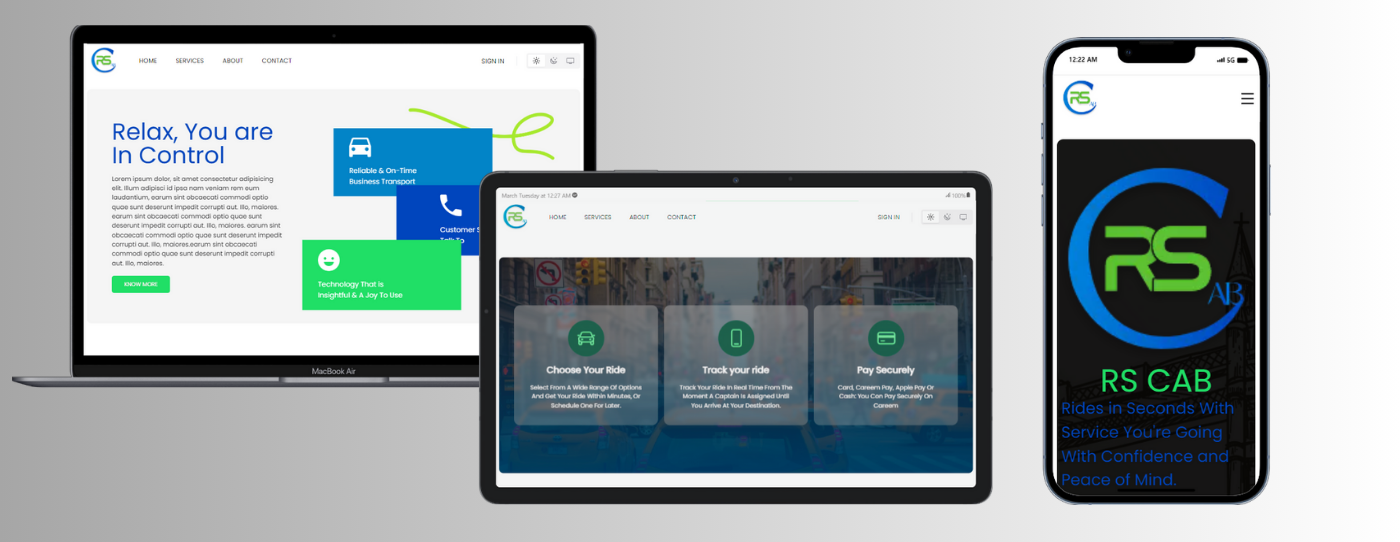 RS
HOME SERVICES ABOUT CONTACT SIGN IN
Relax, You are
In Control
Lorem ipsum dolor, sit amet consectetur adipisicing
elit. Illum adipisci id ipsa nam veniam rem eum
laudantium, earum sint obcaecati commodi optio
quae sunt deserunt impedit corrupti aut. Illo, maiores.
earum sint obcaecati commodi optio quae sunt
deserunt impedit corrupti aut. Illo, maiores. earum sint
obcaecati commodi optio quae sunt deserunt impedit
corrupti aut. Illo, maiores.earum sint obcaecati
commodi optio quae sunt deserunt impedit corrupti
aut. Illo, maiores.
KNOW MORE
Reliable & On-Time
Business Transport
Customer S
Talk To
Technology That Is
Insightful & A Joy To Use
MacBook Air
March Tuesday at 12:27 AM 100%
RS
HOME SERVICES ABOUT CONTACT SIGN IN
Choose Your Ride
Select From A Wide Range Of Options
And Get Your Ride Within Minutes, Or
Schedule One For Later.
Track your ride
Track Your Ride In Real Time From The
Moment A Captain Is Assigned Until
You Arrive At Your Destination.
Pay Securely
Card, Careem Pay, Apple Pay Or
Cash: You Can Pay Securely On
Careem
12:22 AM 5G
RS
RS
AB
RS CAB
Rides in Seconds With
Service You're Going
With Confidence and
Peace of Mind.